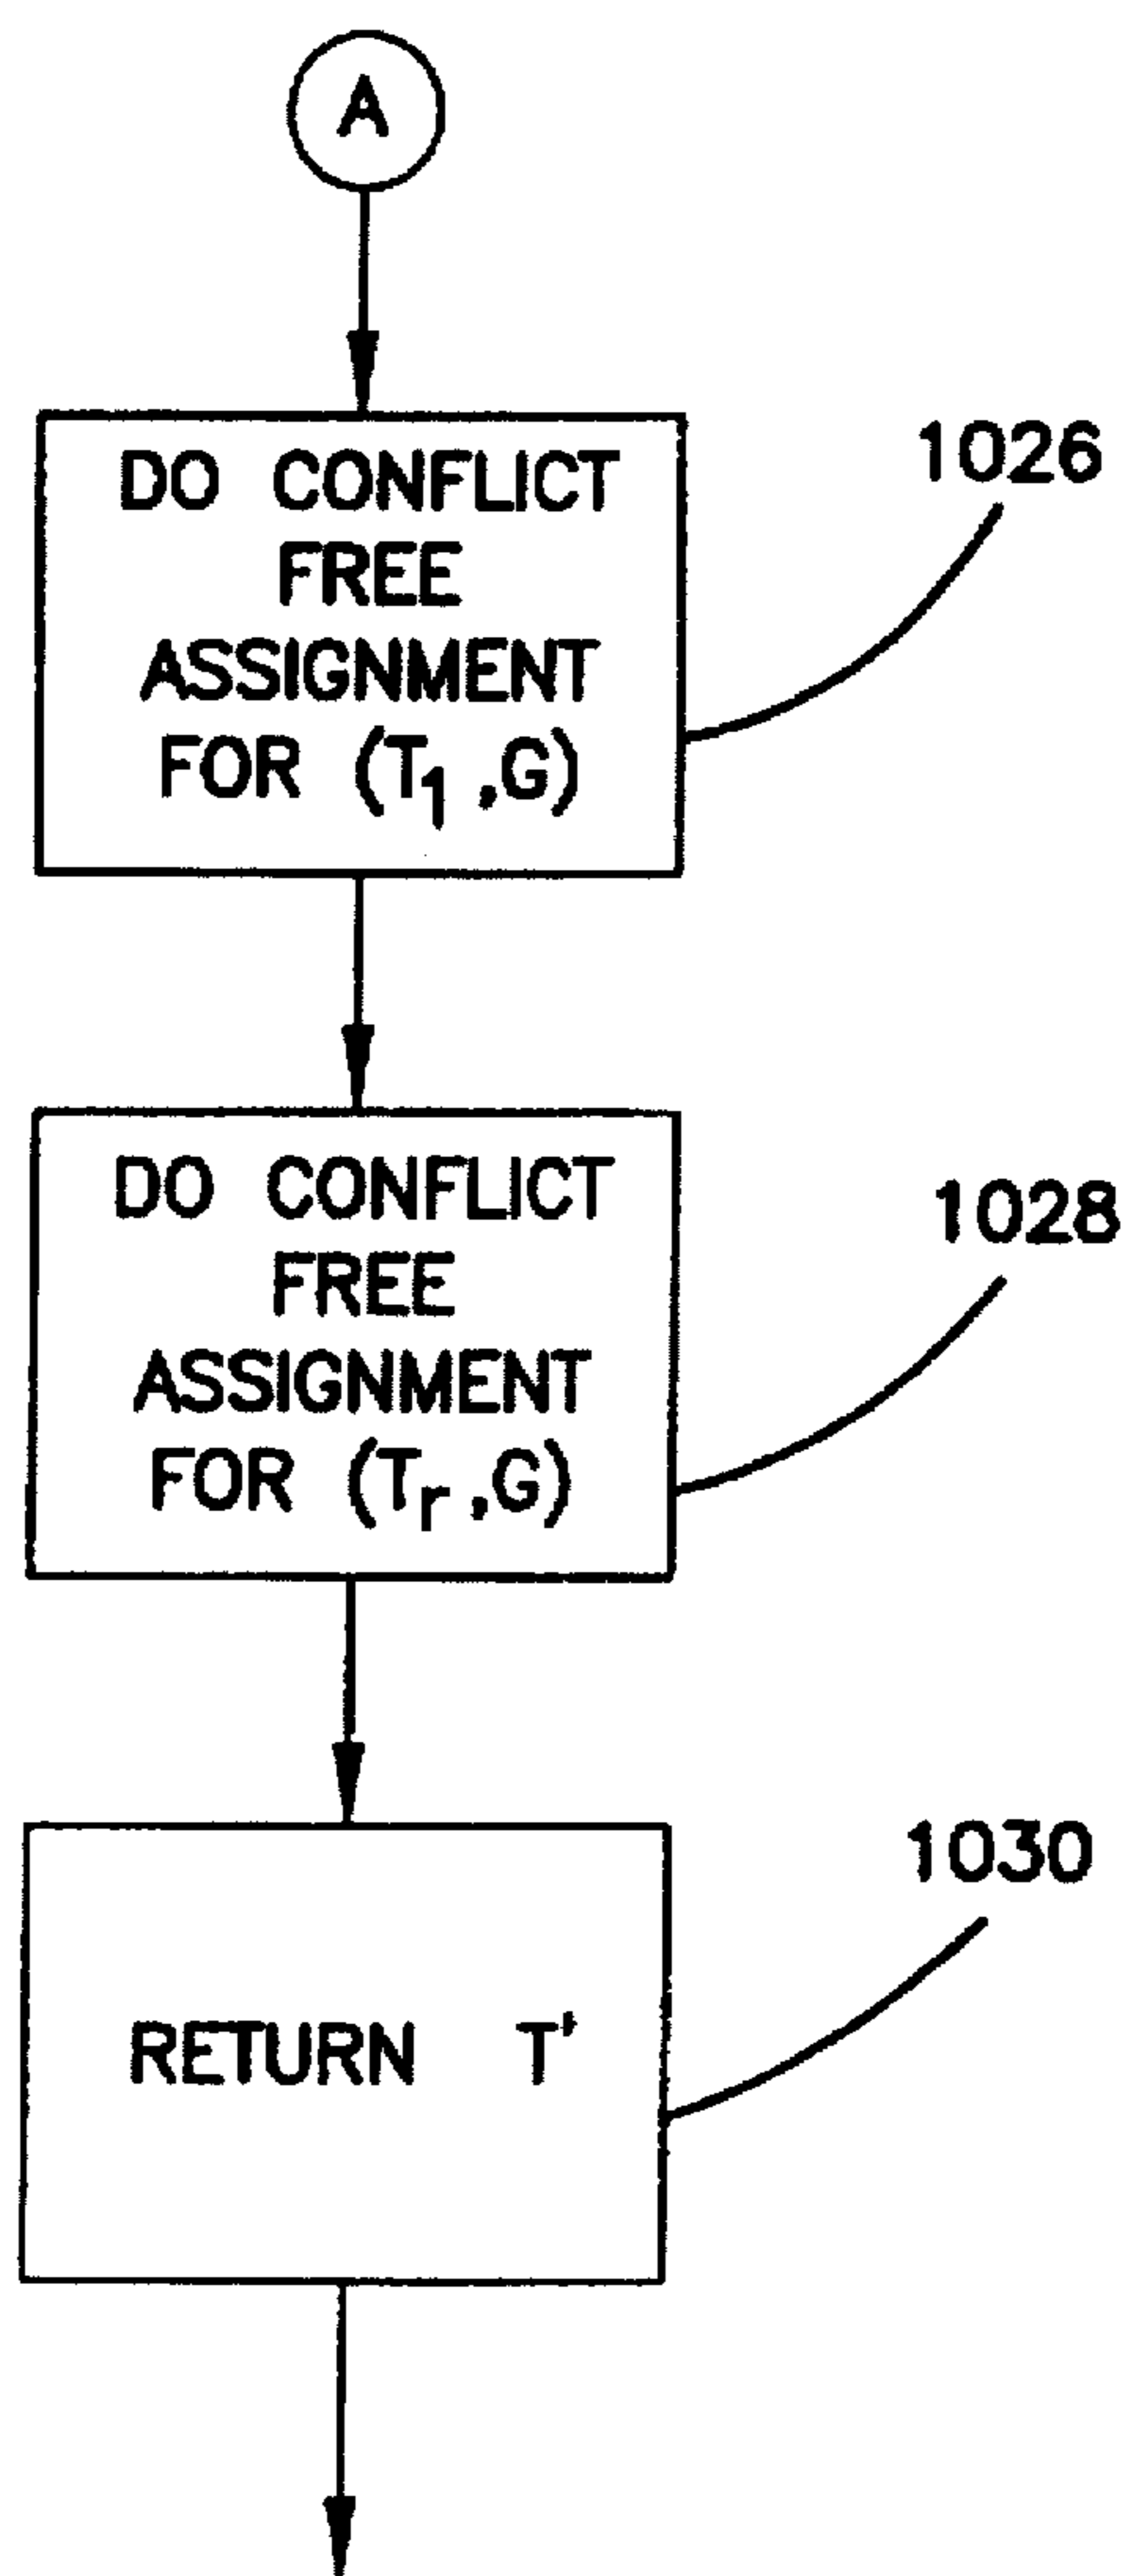 A
DO CONFLICT
FREE
ASSIGNMENT
FOR (T₁,G)
1026
DO CONFLICT
FREE
ASSIGNMENT
FOR (Tᵣ,G)
1028
RETURN T'
1030